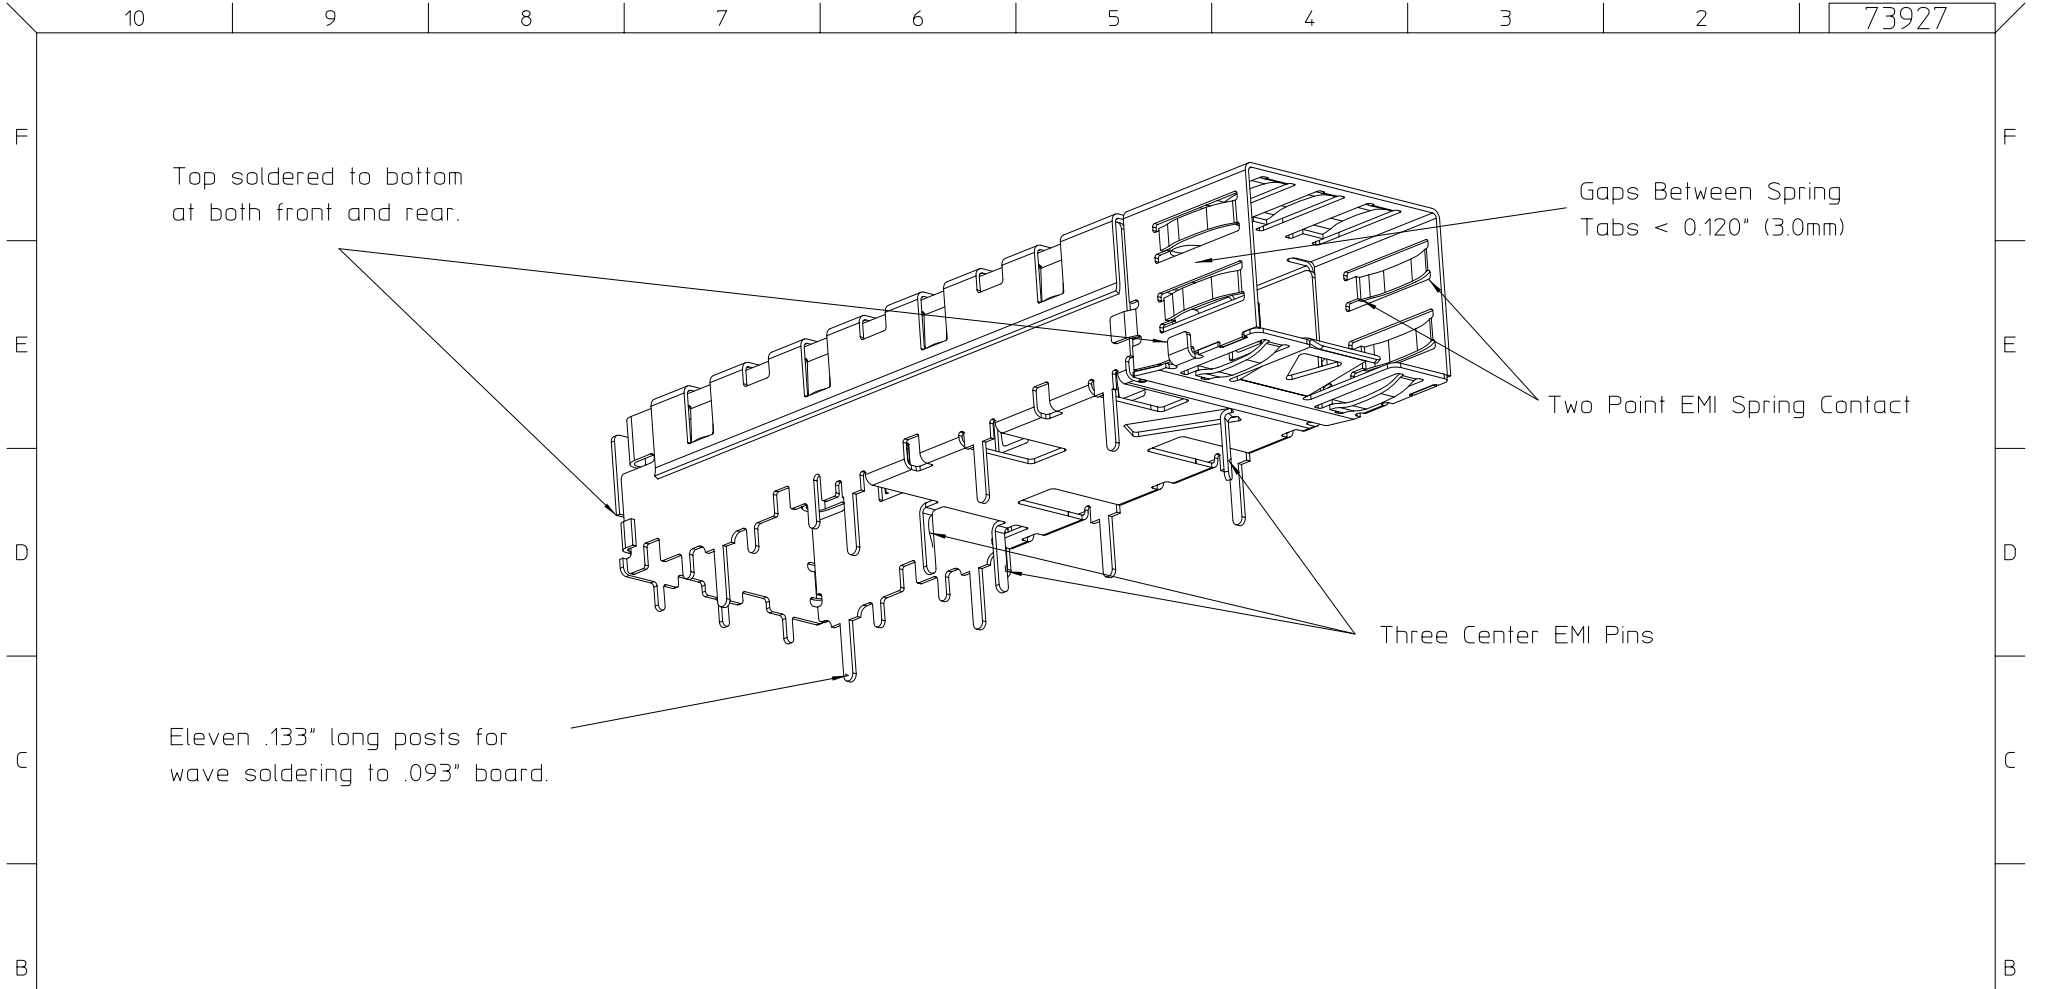 10 9 8 7 6 5 4 3 2 73927
F F
Top soldered to bottom
at both front and rear.
Gaps Between Spring
Tabs < 0.120" (3.0mm)
E E
Two Point EMI Spring Contact
D D
Three Center EMI Pins
Eleven .133" long posts for
wave soldering to .093" board.
C C
B B